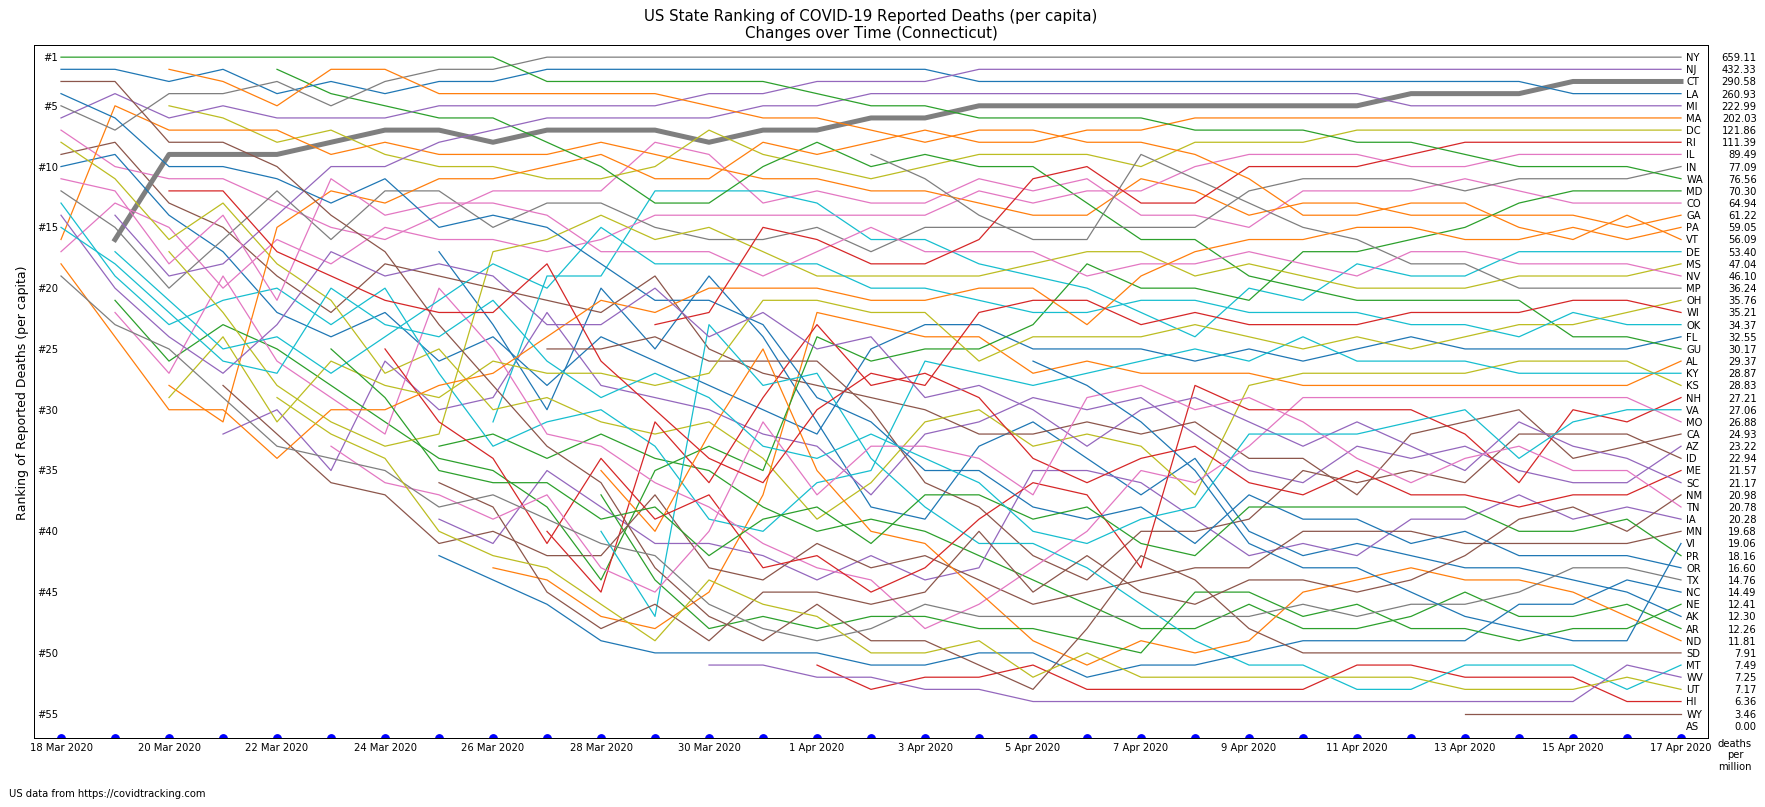 US State Ranking of COVID-19 Reported Deaths (per capita)
Changes over Time (Connecticut)
Ranking of Reported Deaths (per capita)
#1
#5
#10
#15
#20
#25
#30
#35
#40
#45
#50
#55
NY 659.11
NJ 432.33
CT 290.58
LA 260.93
MI 222.99
MA 202.03
DC 121.86
RI 111.39
IL 89.49
IN 77.09
WA 76.56
MD 70.30
CO 64.94
GA 61.22
PA 59.05
VT 56.09
DE 53.40
MS 47.04
NV 46.10
MP 36.24
OH 35.76
WI 35.21
OK 34.37
FL 32.55
GU 30.17
AL 29.37
KY 28.87
KS 28.83
NH 27.21
VA 27.06
MO 26.88
CA 24.93
AZ 23.22
ID 22.94
ME 21.57
SC 21.17
NM 20.98
TN 20.78
IA 20.28
MN 19.68
VI 19.06
PR 18.16
OR 16.60
TX 14.76
NC 14.49
NE 12.41
AK 12.30
AR 12.26
ND 11.81
SD 7.91
MT 7.49
WV 7.25
UT 7.17
HI 6.36
WY 3.46
AS 0.00
18 Mar 2020 20 Mar 2020 22 Mar 2020 24 Mar 2020 26 Mar 2020 28 Mar 2020 30 Mar 2020 1 Apr 2020 3 Apr 2020 5 Apr 2020 7 Apr 2020 9 Apr 2020 11 Apr 2020 13 Apr 2020 15 Apr 2020 17 Apr 2020
deaths
per
million
US data from https://covidtracking.com